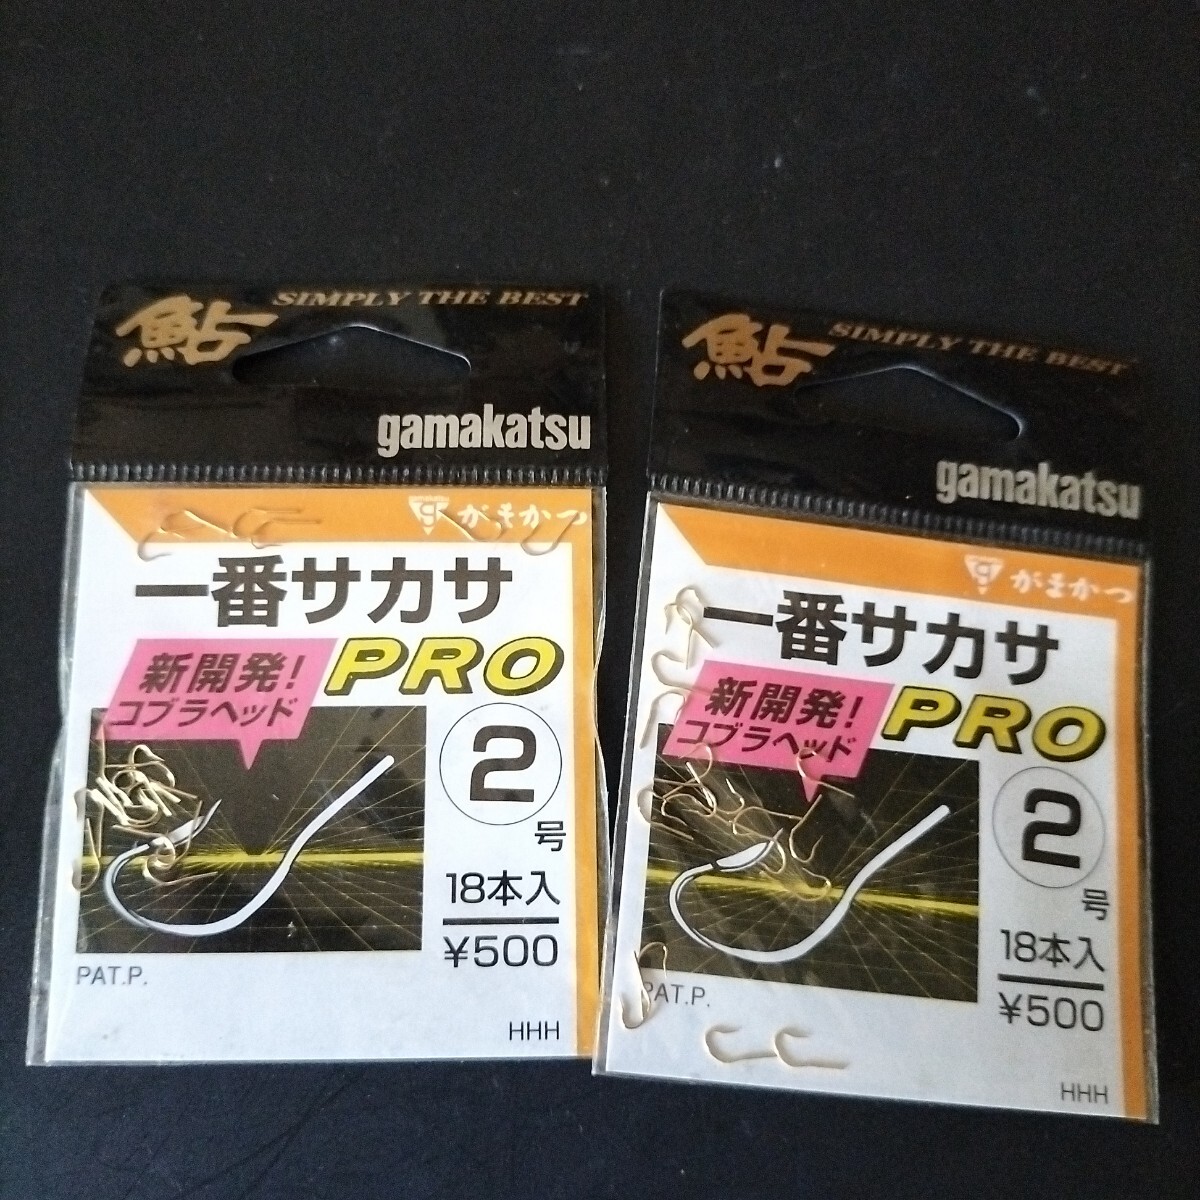 鮎
SIMPLY THE BEST
gamakatsu
g がまかつ
一番サカサ
新開発!
コブラヘッド
PRO
2号
18本入
¥500
PAT.P.
HHH
鮎
SIMPLY THE BEST
gamakatsu
g がまかつ
一番サカサ
新開発!
コブラヘッド
PRO
2号
18本入
¥500
PAT.P.
HHH